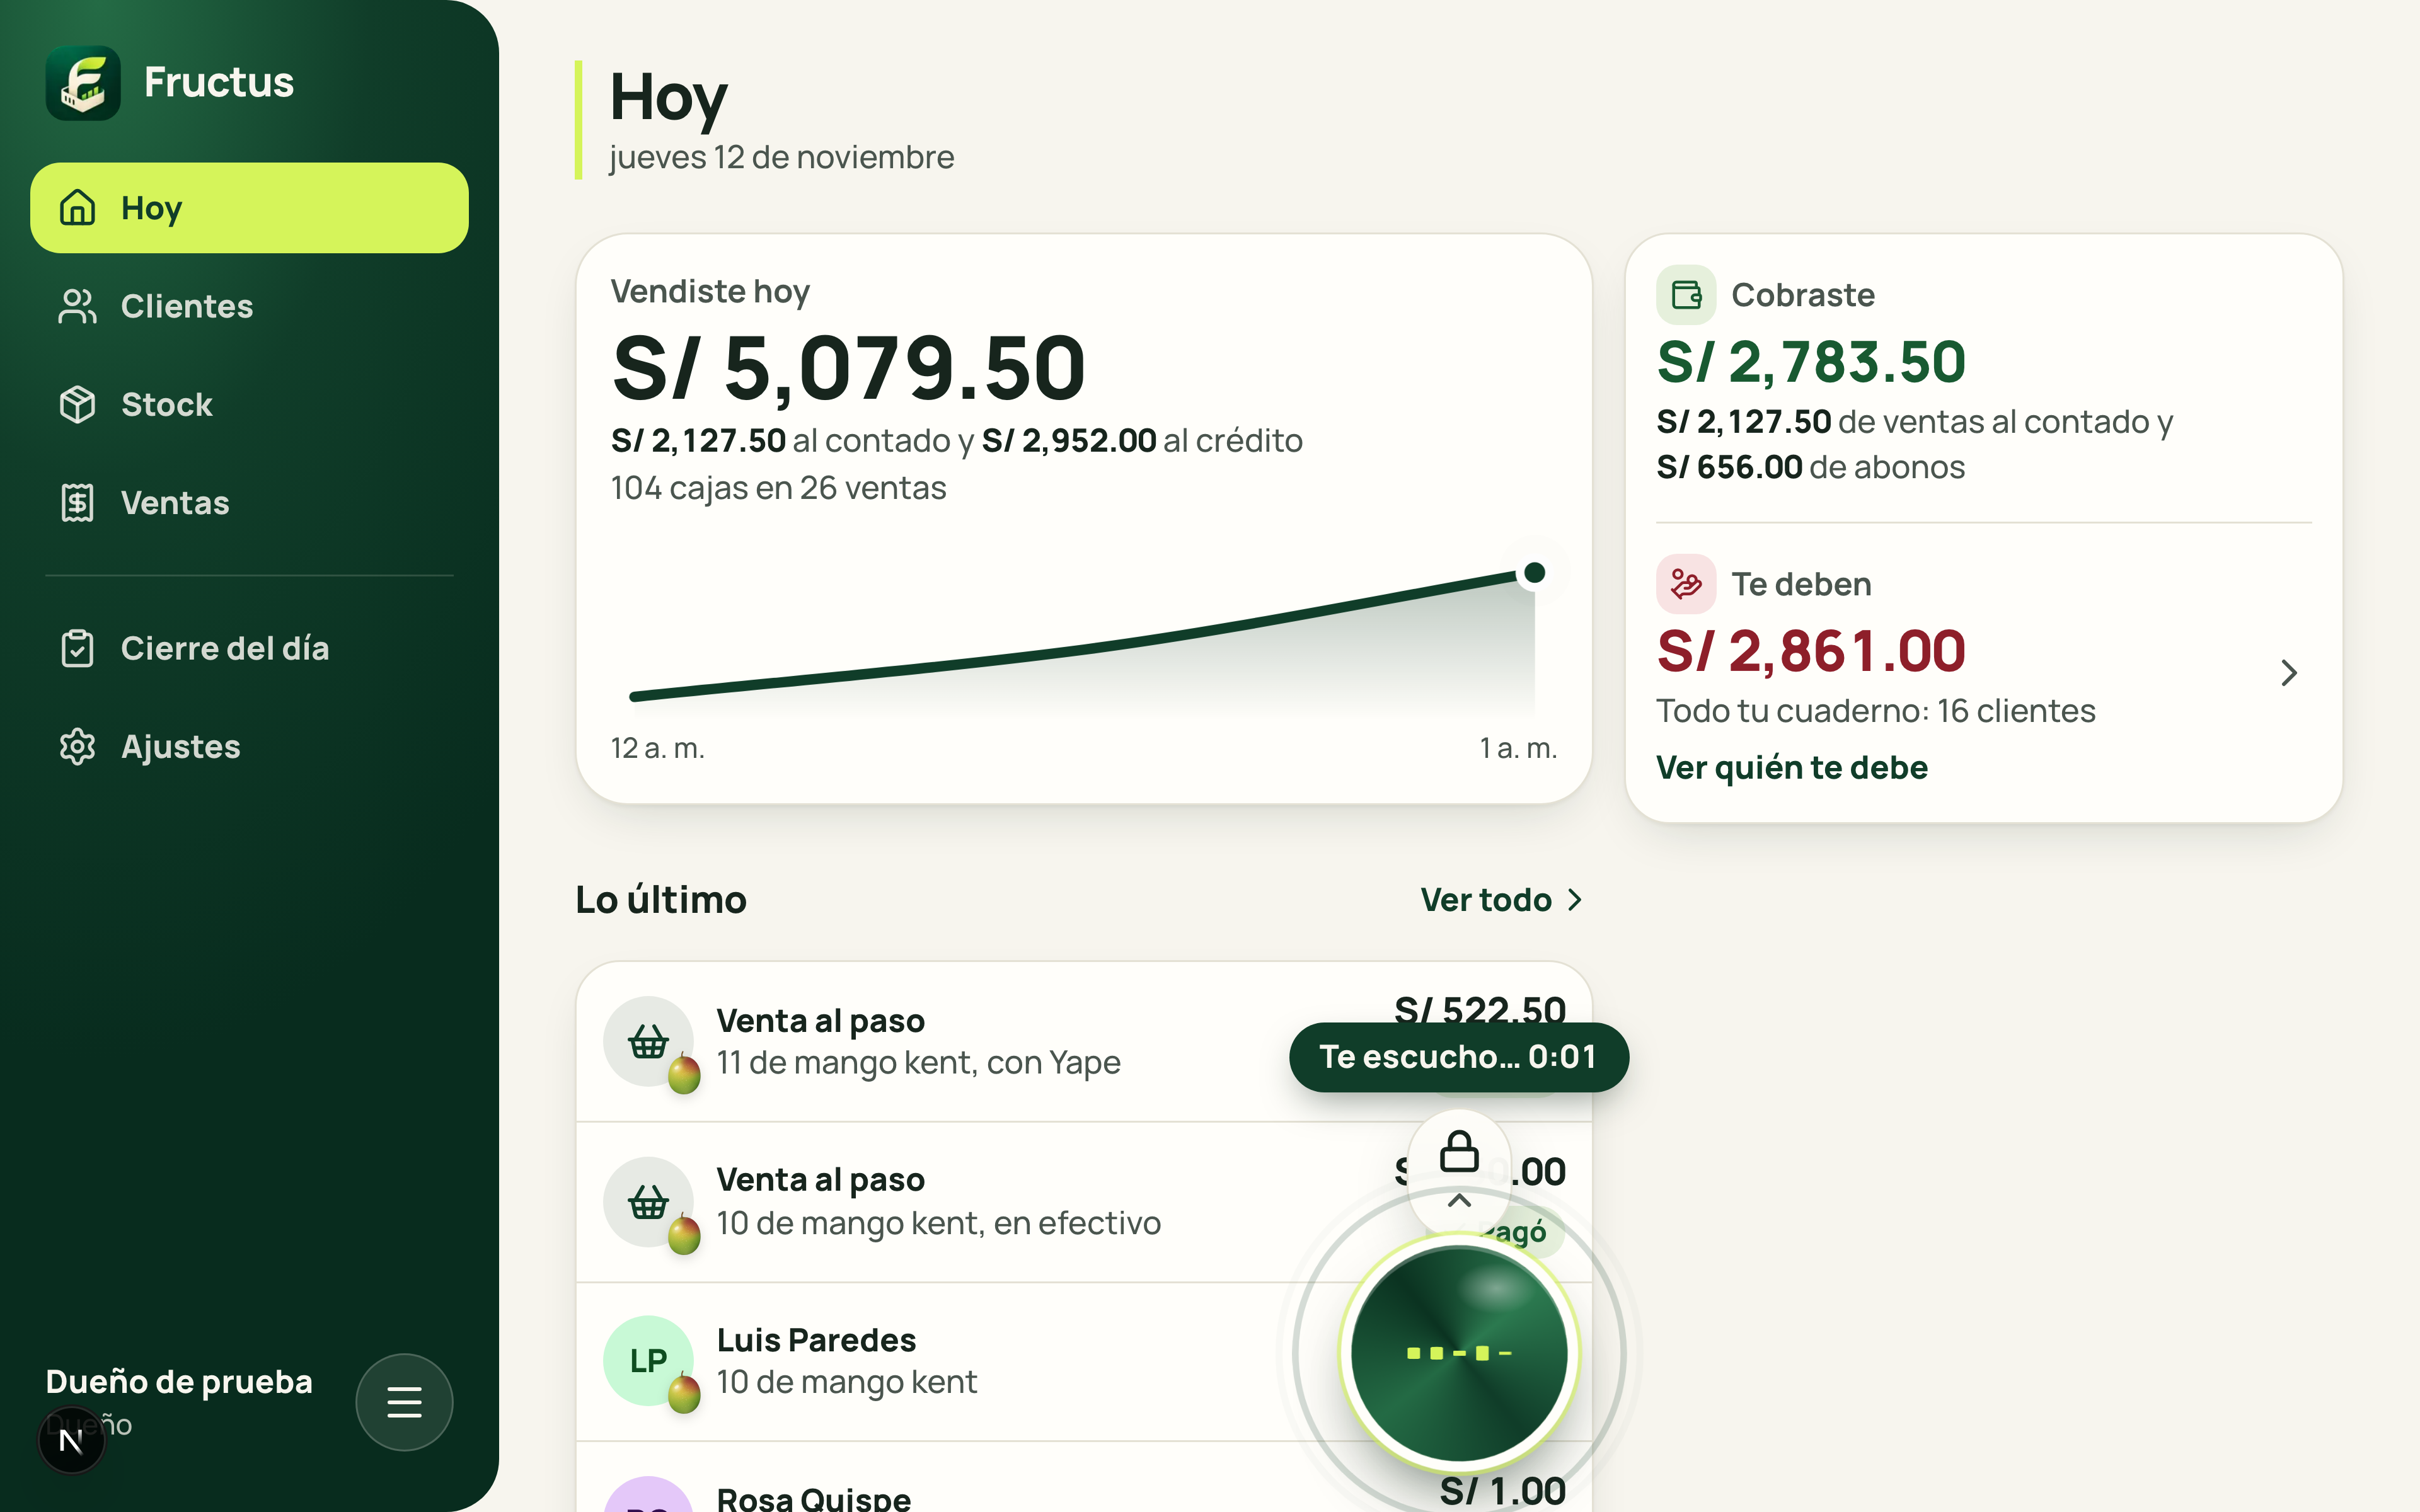 Fructus
Hoy
Clientes
Stock
Ventas
Cierre del día
Ajustes
Dueño de prueba
Dueño
N
Hoy
jueves 12 de noviembre
Vendiste hoy
S/ 5,079.50
S/ 2,127.50 al contado y S/ 2,952.00 al crédito
104 cajas en 26 ventas
12 a. m.
1 a. m.
Cobraste
S/ 2,783.50
S/ 2,127.50 de ventas al contado y
S/ 656.00 de abonos
Te deben
S/ 2,861.00
Todo tu cuaderno: 16 clientes
Ver quién te debe
Lo último
Ver todo
Venta al paso
11 de mango kent, con Yape
S/ 522.50
Te escucho... 0:01
Venta al paso
10 de mango kent, en efectivo
.00
Pagó
Luis Paredes
LP
10 de mango kent
Rosa Quispe
S/ 1.00